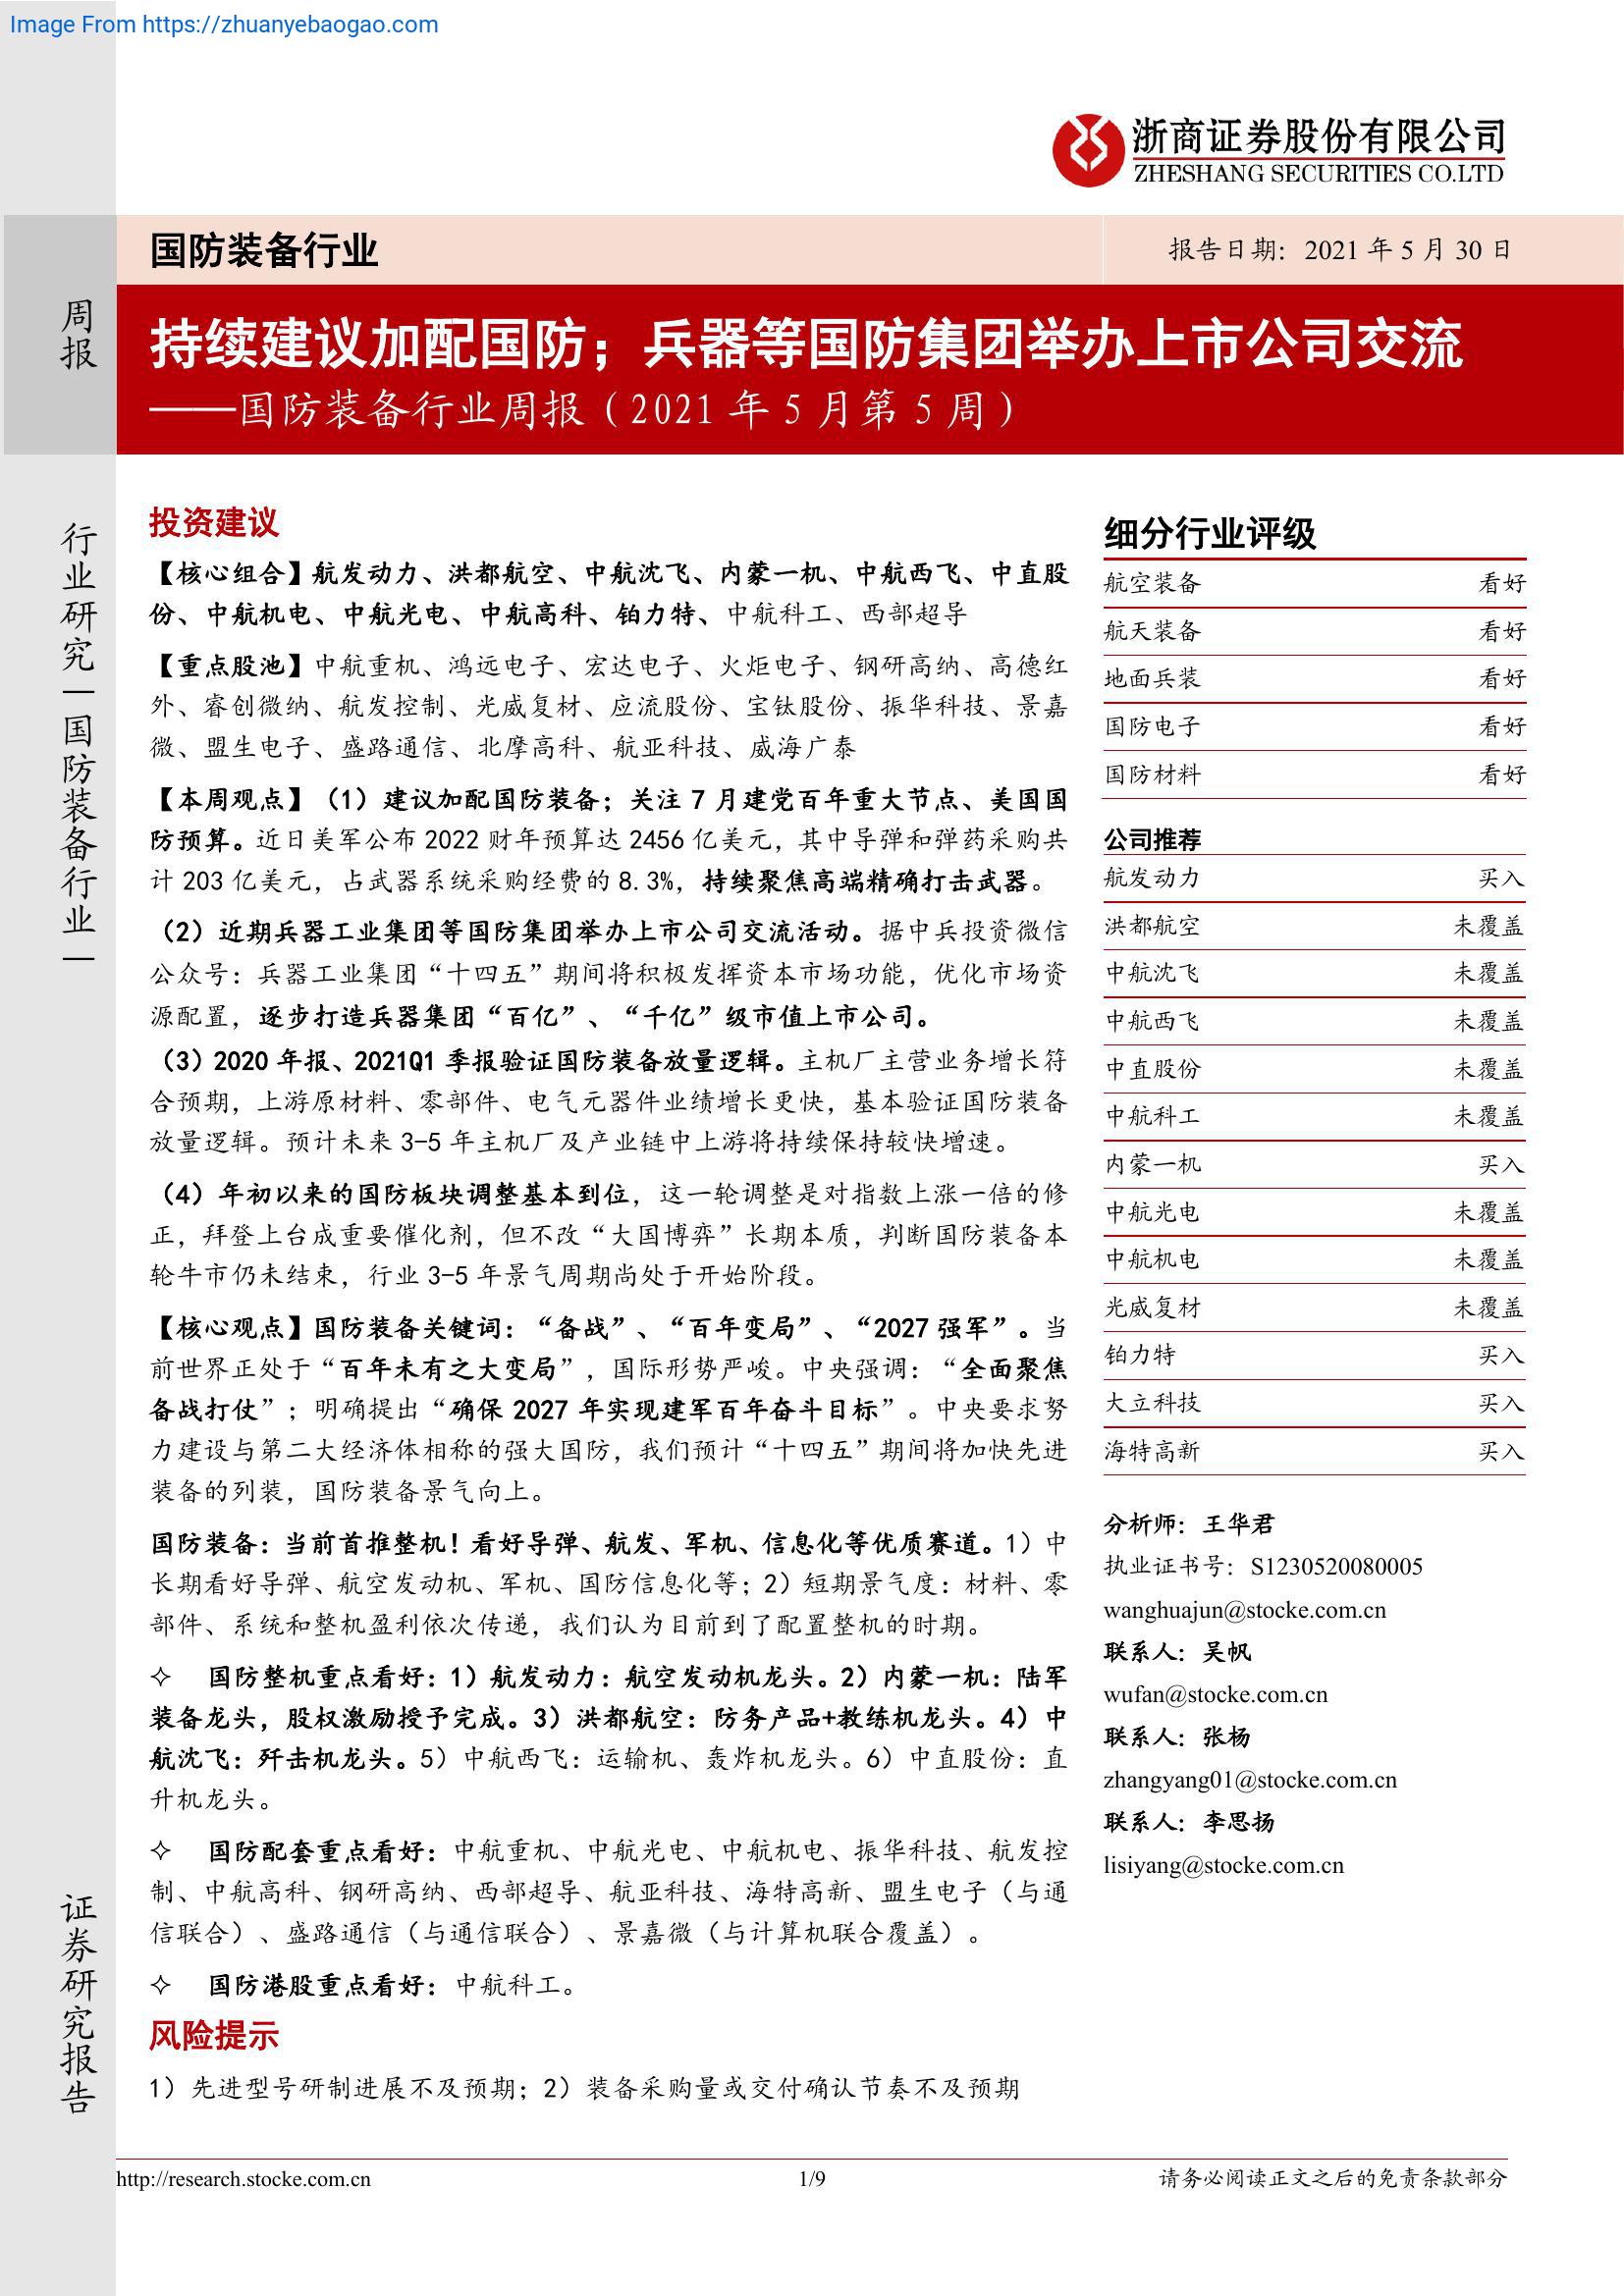 Image From https://zhuanyebaogao.com
浙商证券股份有限公司
ZHESHANG SECURITIES CO.LTD
国防装备行业
报告日期：2021 年 5 月 30 日
周报
持续建议加配国防；兵器等国防集团举办上市公司交流
——国防装备行业周报（2021 年 5 月第 5 周）
行业研究｜国防装备行业｜
证券研究报告
投资建议
【核心组合】航发动力、洪都航空、中航沈飞、内蒙一机、中航西飞、中直股
份、中航机电、中航光电、中航高科、铂力特、中航科工、西部超导
【重点股池】中航重机、鸿远电子、宏达电子、火炬电子、钢研高纳、高德红
外、睿创微纳、航发控制、光威复材、应流股份、宝钛股份、振华科技、景嘉
微、盟生电子、盛路通信、北摩高科、航亚科技、威海广泰
【本周观点】（1）建议加配国防装备；关注 7 月建党百年重大节点、美国国
防预算。近日美军公布 2022 财年预算达 2456 亿美元，其中导弹和弹药采购共
计 203 亿美元，占武器系统采购经费的 8.3%，持续聚焦高端精确打击武器。
（2）近期兵器工业集团等国防集团举办上市公司交流活动。据中兵投资微信
公众号：兵器工业集团“十四五”期间将积极发挥资本市场功能，优化市场资
源配置，逐步打造兵器集团“百亿”、“千亿”级市值上市公司。
（3）2020 年报、2021Q1 季报验证国防装备放量逻辑。主机厂主营业务增长符
合预期，上游原材料、零部件、电气元器件业绩增长更快，基本验证国防装备
放量逻辑。预计未来 3-5 年主机厂及产业链中上游将持续保持较快增速。
（4）年初以来的国防板块调整基本到位，这一轮调整是对指数上涨一倍的修
正，拜登上台成重要催化剂，但不改“大国博弈”长期本质，判断国防装备本
轮牛市仍未结束，行业 3-5 年景气周期尚处于开始阶段。
【核心观点】国防装备关键词：“备战”、“百年变局”、“2027 强军”。当
前世界正处于“百年未有之大变局”，国际形势严峻。中央强调：“全面聚焦
备战打仗”；明确提出“确保 2027 年实现建军百年奋斗目标”。中央要求努
力建设与第二大经济体相称的强大国防，我们预计“十四五”期间将加快先进
装备的列装，国防装备景气向上。
国防装备：当前首推整机！看好导弹、航发、军机、信息化等优质赛道。1）中
长期看好导弹、航空发动机、军机、国防信息化等；2）短期景气度：材料、零
部件、系统和整机盈利依次传递，我们认为目前到了配置整机的时期。
✧ 国防整机重点看好：1）航发动力：航空发动机龙头。2）内蒙一机：陆军
装备龙头，股权激励授予完成。3）洪都航空：防务产品+教练机龙头。4）中
航沈飞：歼击机龙头。5）中航西飞：运输机、轰炸机龙头。6）中直股份：直
升机龙头。
✧ 国防配套重点看好：中航重机、中航光电、中航机电、振华科技、航发控
制、中航高科、钢研高纳、西部超导、航亚科技、海特高新、盟生电子（与通
信联合）、盛路通信（与通信联合）、景嘉微（与计算机联合覆盖）。
✧ 国防港股重点看好：中航科工。
风险提示
1）先进型号研制进展不及预期；2）装备采购量或交付确认节奏不及预期
细分行业评级
航空装备 看好
航天装备 看好
地面兵装 看好
国防电子 看好
国防材料 看好
公司推荐
航发动力 买入
洪都航空 未覆盖
中航沈飞 未覆盖
中航西飞 未覆盖
中直股份 未覆盖
中航科工 未覆盖
内蒙一机 买入
中航光电 未覆盖
中航机电 未覆盖
光威复材 未覆盖
铂力特 买入
大立科技 买入
海特高新 买入
分析师：王华君
执业证书号：S1230520080005
wanghuajun@stocke.com.cn
联系人：吴帆
wufan@stocke.com.cn
联系人：张杨
zhangyang01@stocke.com.cn
联系人：李思扬
lisiyang@stocke.com.cn
http://research.stocke.com.cn
1/9
请务必阅读正文之后的免责条款部分